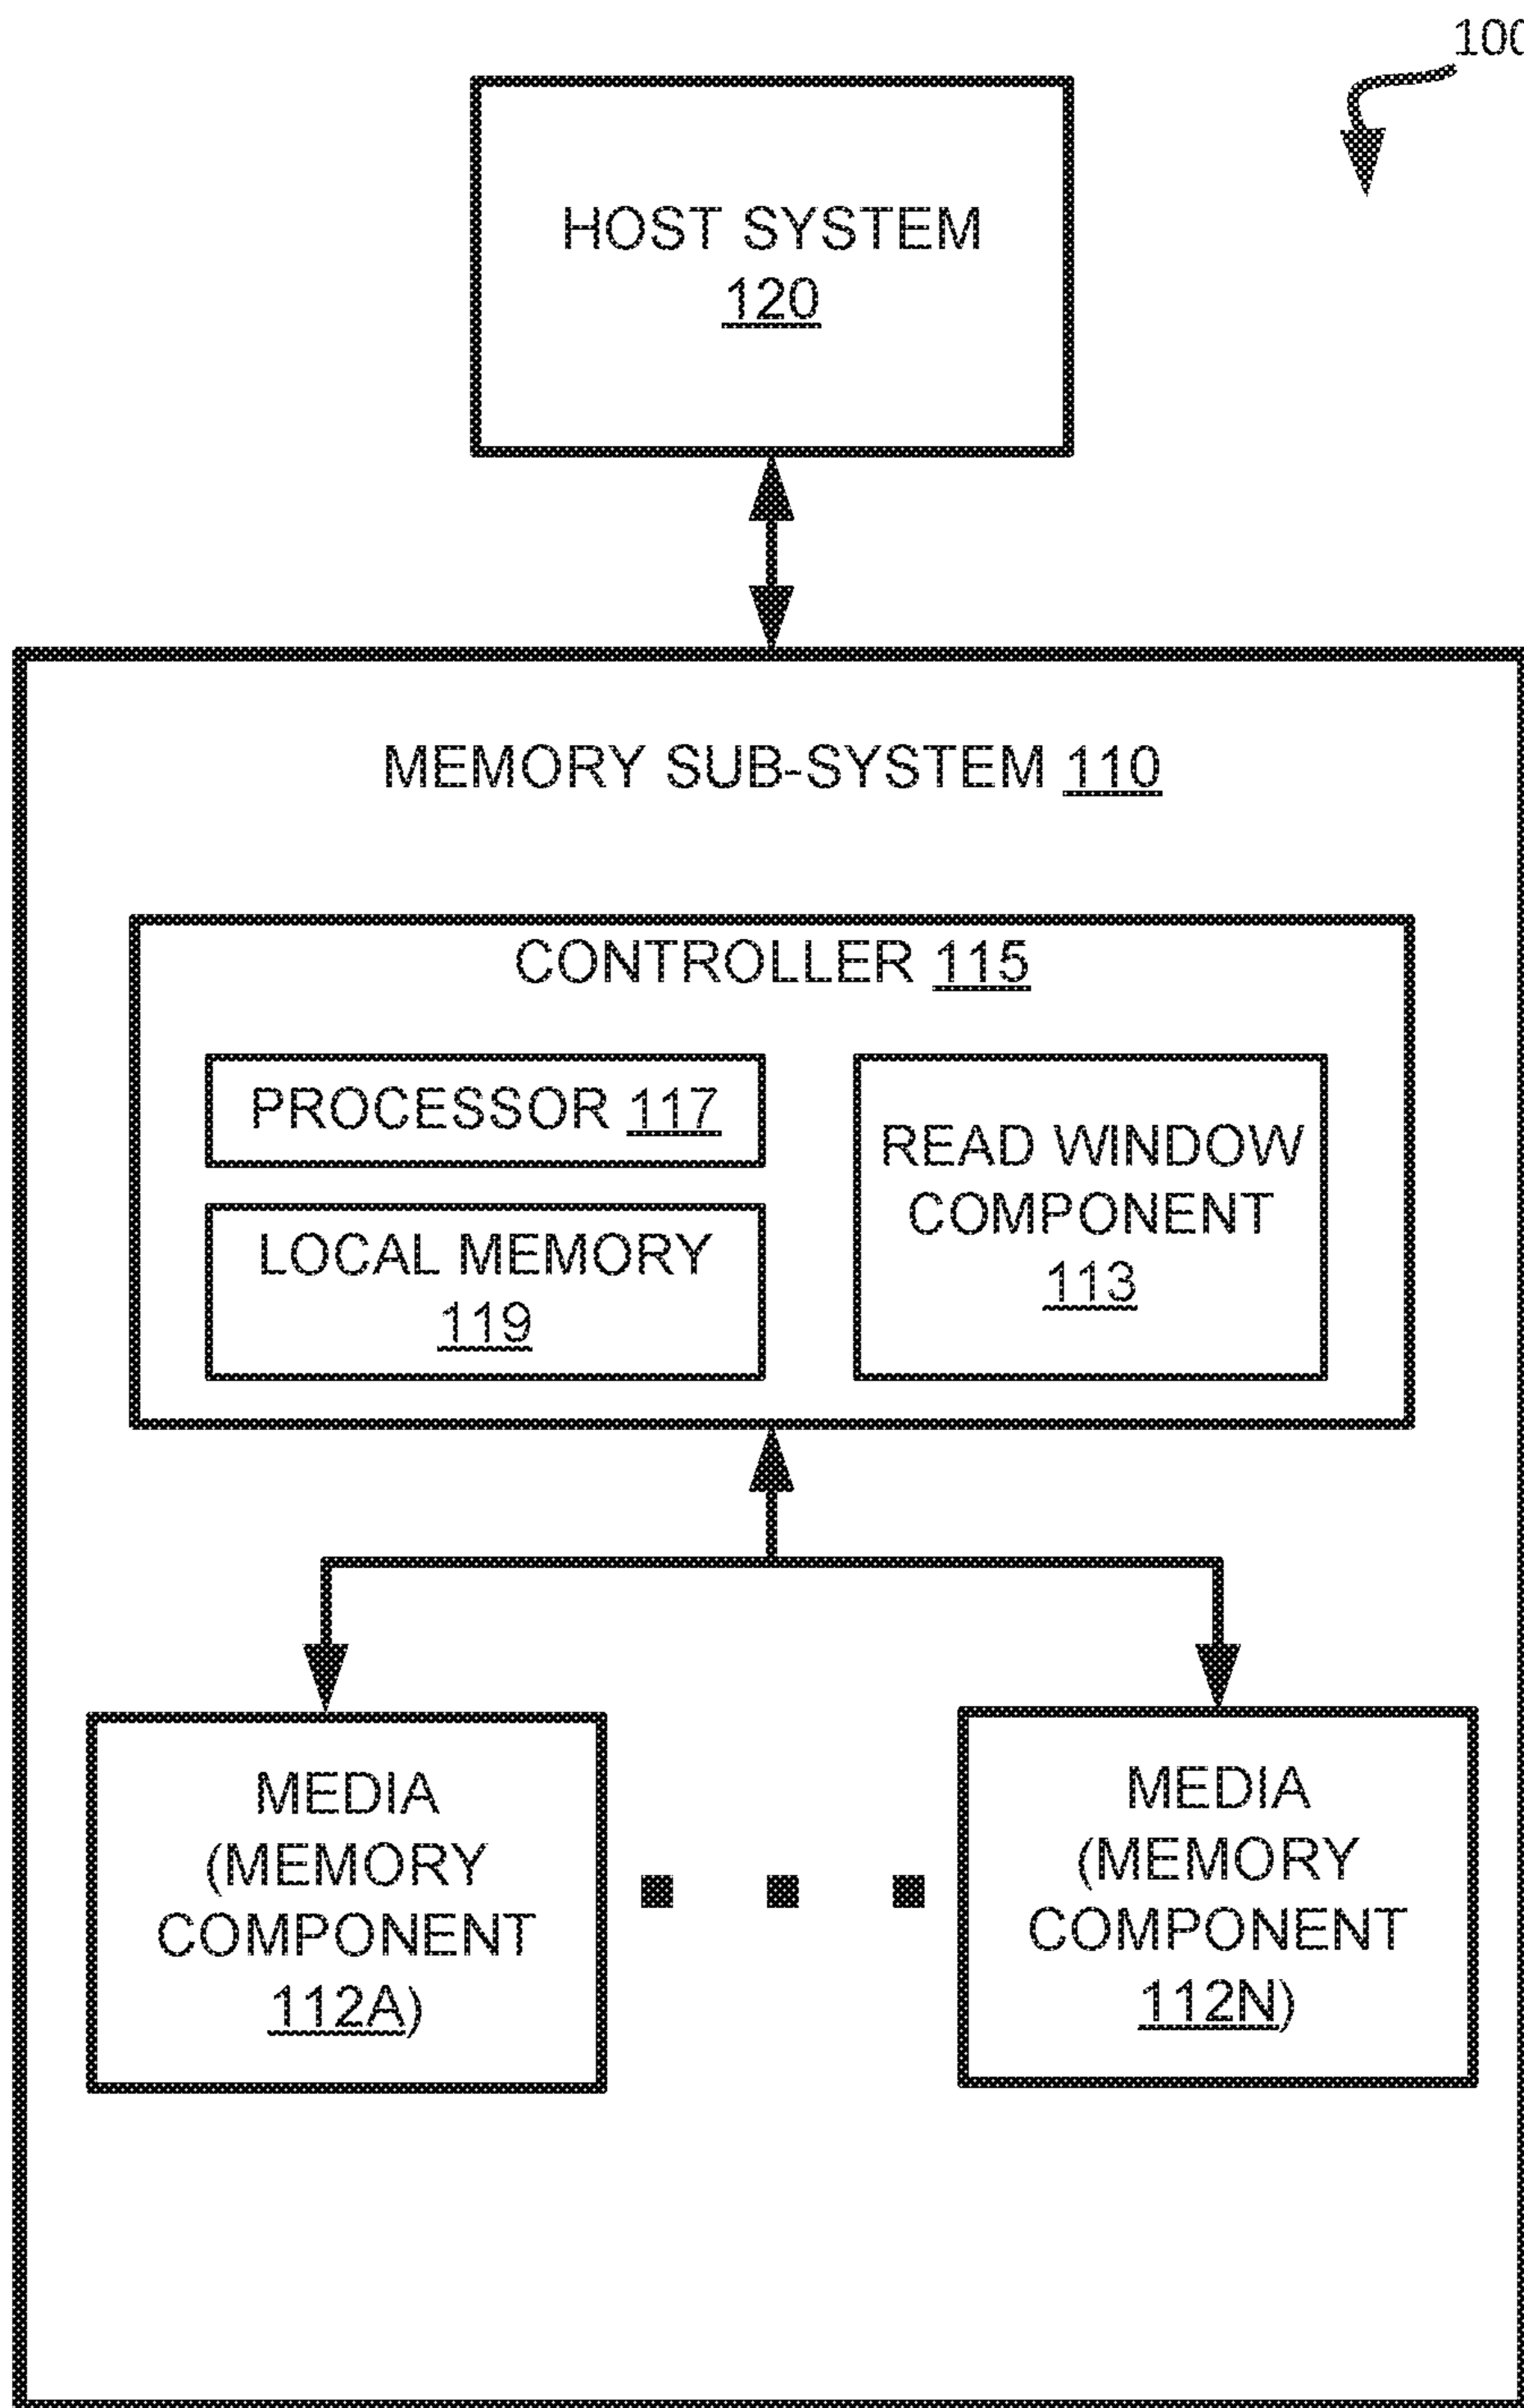 100
HOST SYSTEM
120
MEMORY SUB-SYSTEM 110
CONTROLLER 115
PROCESSOR 117
LOCAL MEMORY
119
READ WINDOW
COMPONENT
113
MEDIA
(MEMORY
COMPONENT
112A)
MEDIA
(MEMORY
COMPONENT
112N)